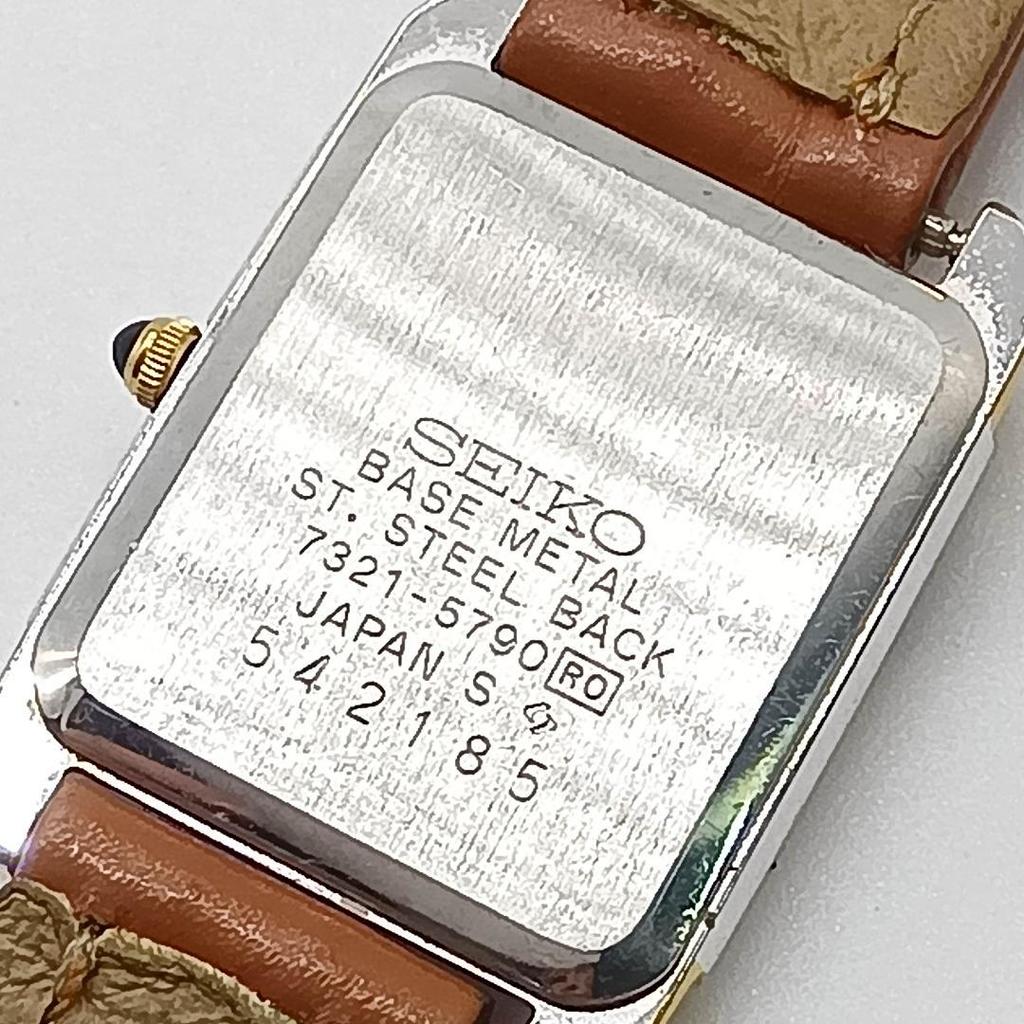 SEIKO
BASE METAL
ST. STEEL BACK
7321-5790 RO
JAPAN S
542185